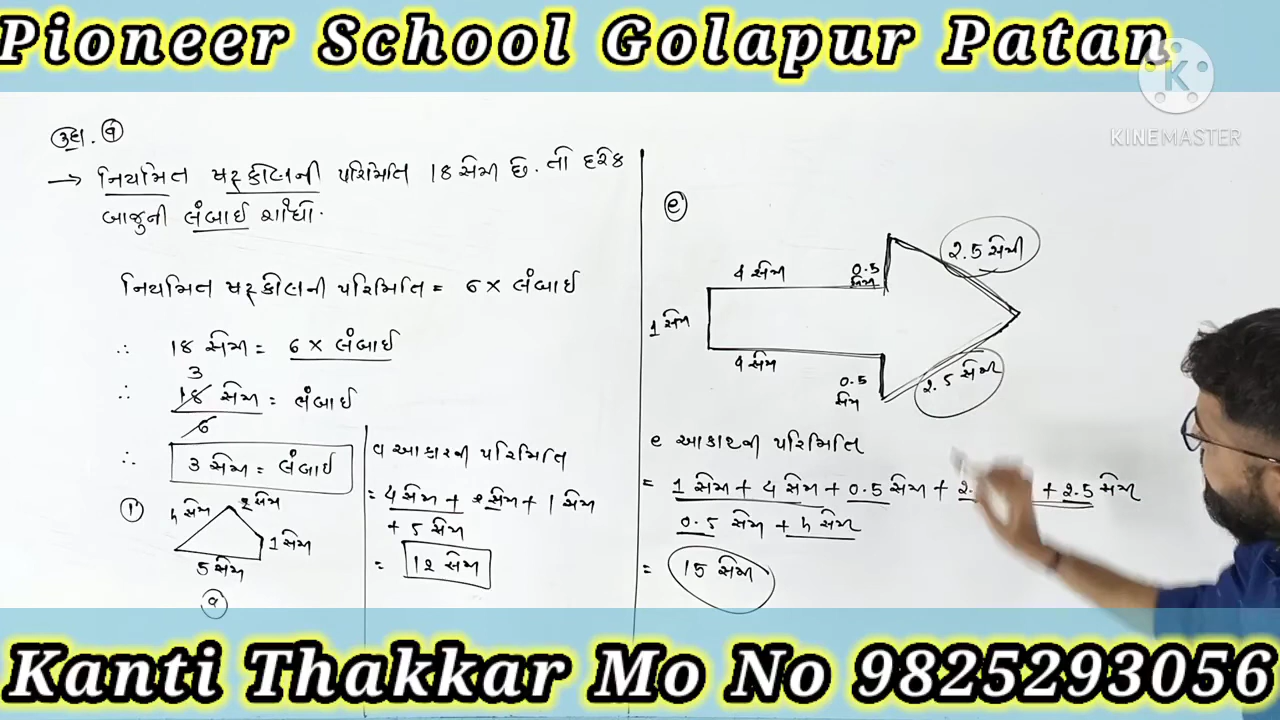 Pioneer School Golapur Patan
KINEMASTER
ઉદા. ૧
→ નિયમિત ષટ્કોણની પરિમિતિ 18 સેમી છે. તો દરેક
બાજુની લંબાઈ શોધો.
નિયમિત ષટ્કોણની પરિમિતિ = 6 × લંબાઈ
∴ 18 સેમી = 6 × લંબાઈ
3
∴ 18 સેમી = લંબાઈ
6
∴ 3 સેમી = લંબાઈ
1
2 સેમી
1 સેમી
5 સેમી
a
a આકારની પરિમિતિ
= 4 સેમી + 2 સેમી + 1 સેમી
+ 5 સેમી
= 12 સેમી
e
4 સેમી
0.5
સેમી
2.5 સેમી
1 સેમી
4 સેમી
0.5
સેમી
2.5 સેમી
e આકારની પરિમિતિ
= 1 સેમી + 4 સેમી + 0.5 સેમી + 2. + 2.5 સેમી
0.5 સેમી + 4 સેમી
= 15 સેમી
Kanti Thakkar Mo No 9825293056